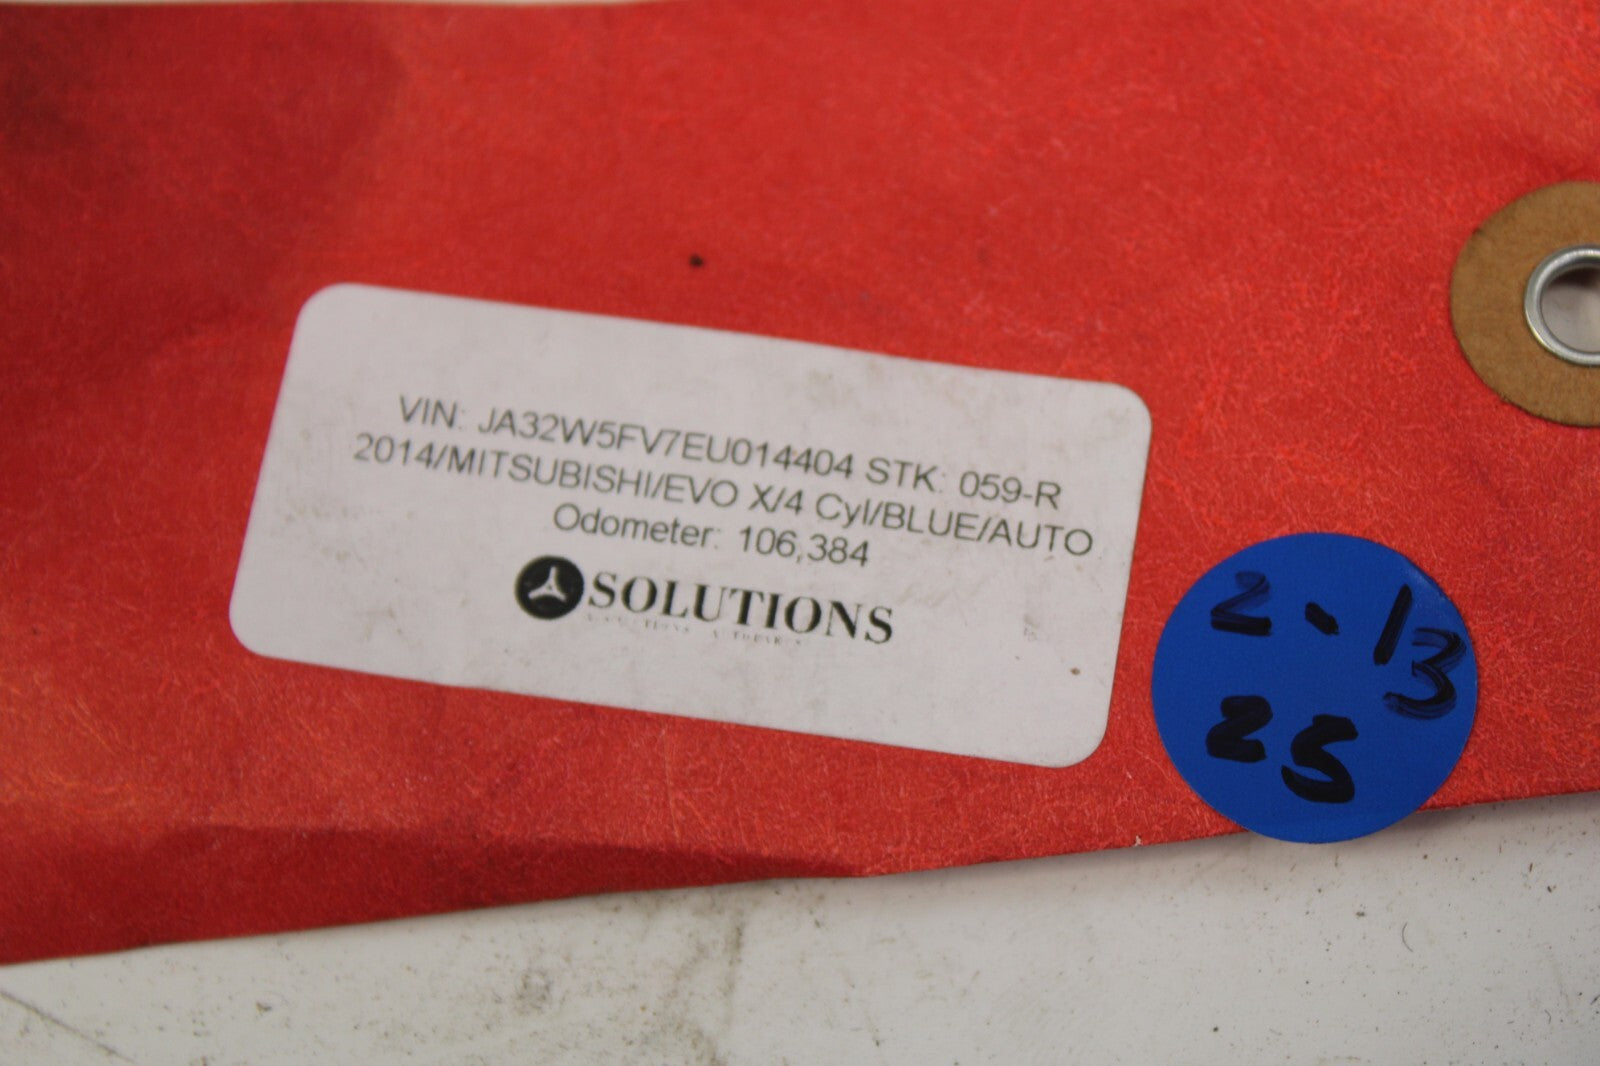 VIN: JA32W5FV7EU014404 STK: 059-R
2014/MITSUBISHI/EVO X/4 Cyl/BLUE/AUTO
Odometer: 106,384
SOLUTIONS
2-13
25